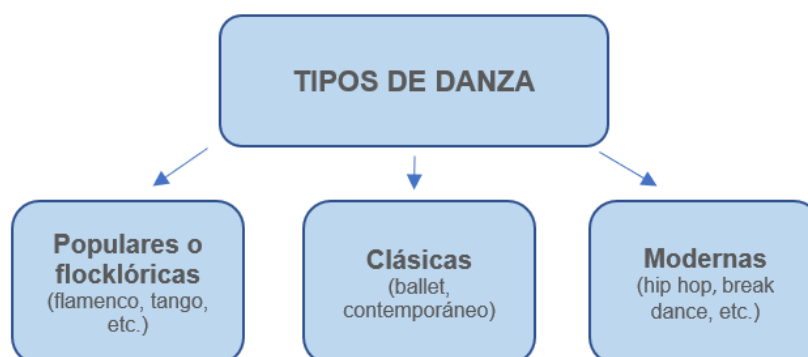 TIPOS DE DANZA
Populares o
flocklóricas
(flamenco, tango,
etc.)
Clásicas
(ballet,
contemporáneo)
Modernas
(hip hop, break
dance, etc.)